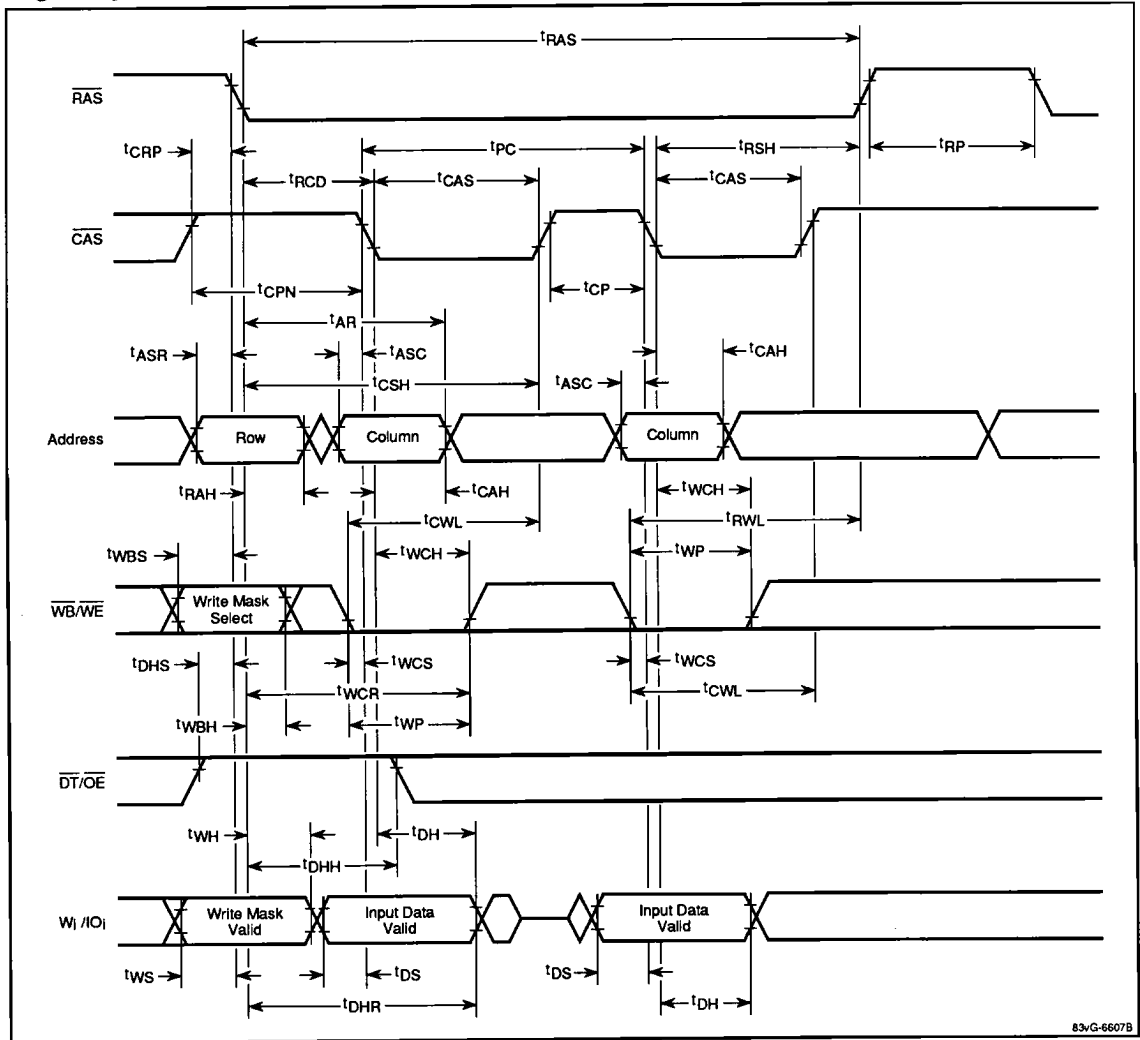 tRAS
RAS
tCRP
tPC
tRSH
tRP
tRCD
tCAS
tCAS
CAS
tCPN
tCP
tAR
tASR
tASC
tCAH
tCSH
tASC
Address
Row
Column
Column
tRAH
tCAH
tWCH
tCWL
tRWL
tWBS
tWCH
tWP
WB/WE
Write Mask
Select
tDHS
tWCS
tWCS
tWCR
tCWL
tWBH
tWP
DT/OE
tWH
tDH
tDHH
Wi/IOi
Write Mask
Valid
Input Data
Valid
Input Data
Valid
tWS
tDS
tDS
tDHR
tDH
83vG-6607B